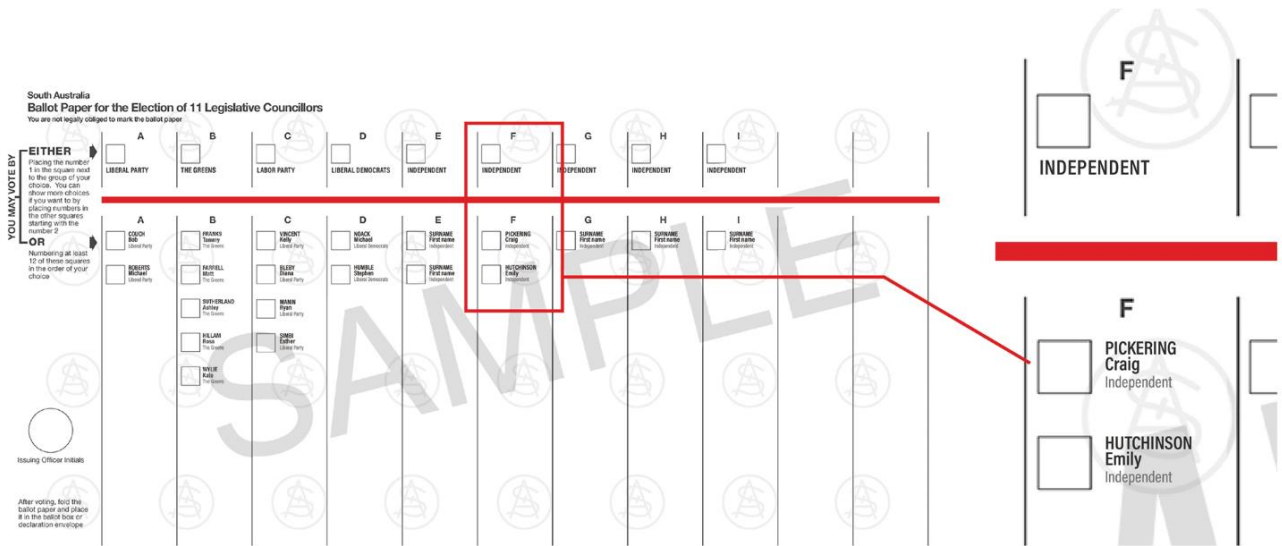 South Australia
Ballot Paper for the Election of 11 Legislative Councillors
You are not legally obliged to mark the ballot paper
YOU MAY VOTE BY
EITHER
Placing the number
1 in the square next
to the group of your
choice. You can
show more choices
if you want to by
placing numbers in
the other squares
starting with the
number 2
OR
Numbering at least
12 of these squares
in the order of your
choice
A B C D E F G H I
LIBERAL PARTY THE GREENS LABOR PARTY LIBERAL DEMOCRATS INDEPENDENT INDEPENDENT INDEPENDENT INDEPENDENT INDEPENDENT
A B C D E F G H I
COUCH
Bob
Liberal Party
ROBERTS
Michael
Liberal Party
FRANKS
Tammy
The Greens
PARNELL
Mark
The Greens
SUTHERLAND
Ashley
The Greens
HILLAM
Rosa
The Greens
WYLIE
The Greens
VINCENT
Kelly
Liberal Party
BLEBY
Diana
Liberal Party
MANIN
Ryan
Liberal Party
SIMBI
Esther
Liberal Party
NOACK
Michael
Liberal Democrats
HUMBLE
Stephen
Liberal Democrats
SURNAME
First name
Independent
SURNAME
First name
Independent
PICKERING
Craig
Independent
HUTCHINSON
Emily
Independent
SURNAME
First name
Independent
SURNAME
First name
Independent
SURNAME
First name
Independent
SAMPLE
Issuing Officer Initials
After voting, fold the
ballot paper and place
it in the ballot box or
declaration envelope
F
INDEPENDENT
F
PICKERING
Craig
Independent
HUTCHINSON
Emily
Independent